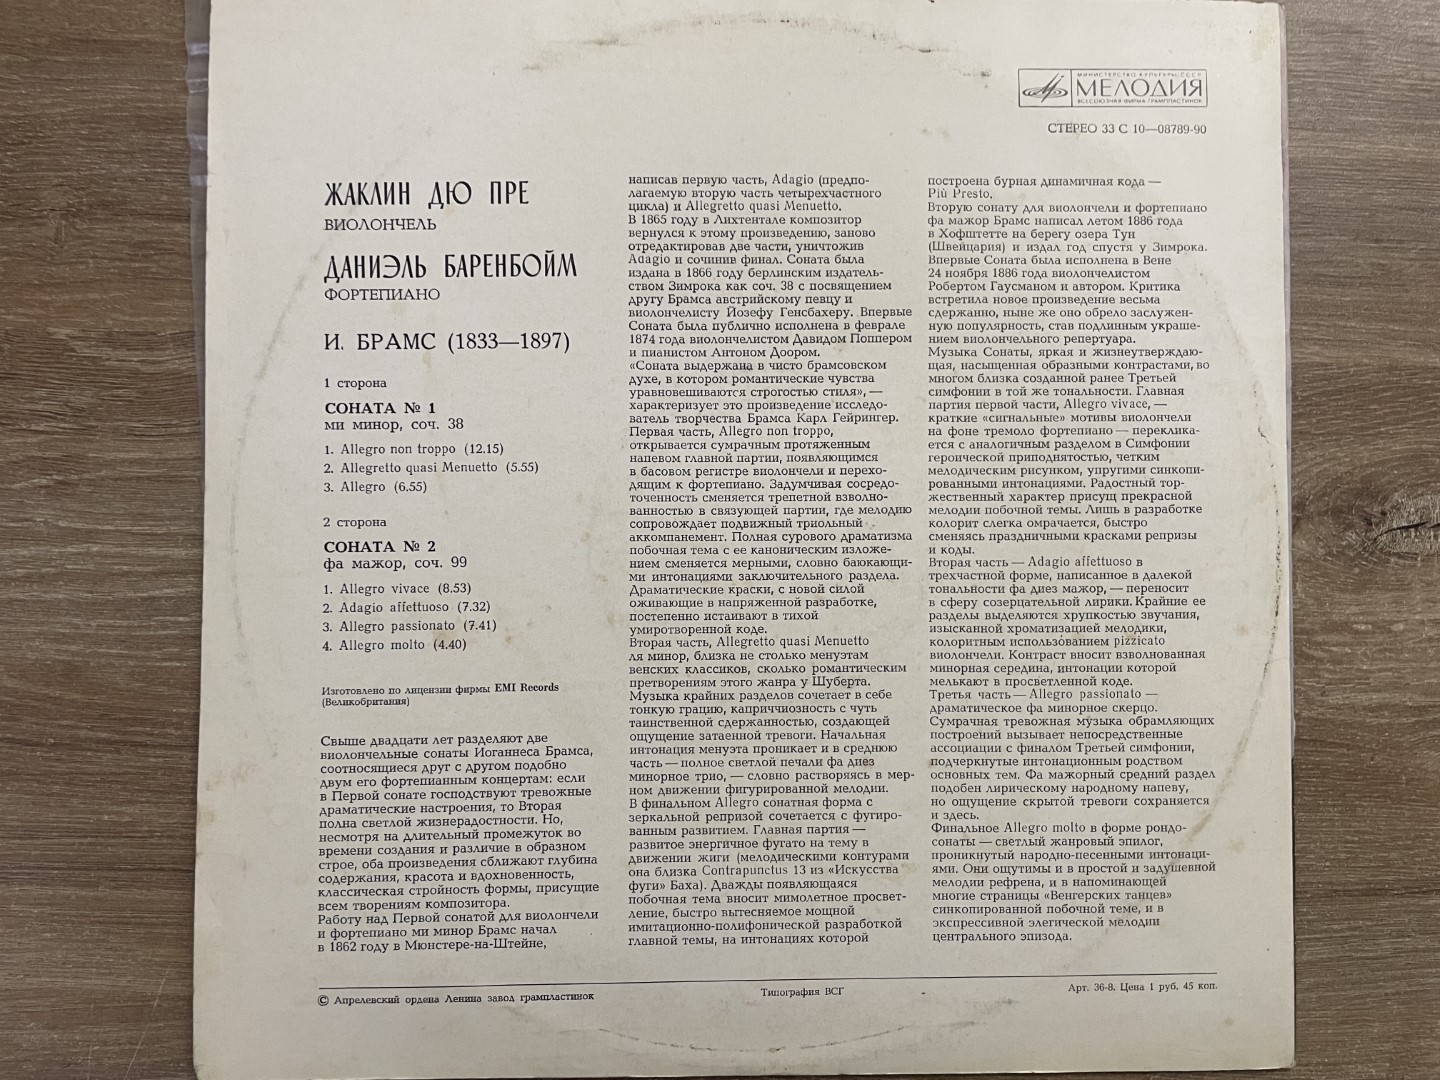 МИНИСТЕРСТВО КУЛЬТУРЫ СССР
МЕЛОДИЯ
ВСЕСОЮЗНАЯ ФИРМА ГРАМПЛАСТИНОК
СТЕРЕО 33 С 10—08789-90
ЖАКЛИН ДЮ ПРЕ
ВИОЛОНЧЕЛЬ
ДАНИЭЛЬ БАРЕНБОЙМ
ФОРТЕПИАНО
И. БРАМС (1833—1897)
1 сторона
СОНАТА № 1
ми минор, соч. 38
1. Allegro non troppo (12.15)
2. Allegretto quasi Menuetto (5.55)
3. Allegro (6.55)
2 сторона
СОНАТА № 2
фа мажор, соч. 99
1. Allegro vivace (8.53)
2. Adagio affettuoso (7.32)
3. Allegro passionato (7.41)
4. Allegro molto (4.40)
Изготовлено по лицензии фирмы EMI Records
(Великобритания)
Свыше двадцати лет разделяют две
виолончельные сонаты Иоганнеса Брамса,
соотносящиеся друг с другом подобно
двум его фортепианным концертам: если
в Первой сонате господствуют тревожные
драматические настроения, то Вторая
полна светлой жизнерадостности. Но,
несмотря на длительный промежуток во
времени создания и различие в образном
строе, оба произведения сближают глубина
содержания, красота и вдохновенность,
классическая стройность формы, присущие
всем творениям композитора.
Работу над Первой сонатой для виолончели
и фортепиано ми минор Брамс начал
в 1862 году в Мюнстере-на-Штейне,
написав первую часть, Adagio (предпо-
лагаемую вторую часть четырехчастного
цикла) и Allegretto quasi Menuetto.
В 1865 году в Лихтентале композитор
вернулся к этому произведению, заново
отредактировав две части, уничтожив
Adagio и сочинив финал. Соната была
издана в 1866 году берлинским издатель-
ством Зимрока как соч. 38 с посвящением
другу Брамса австрийскому певцу и
виолончелисту Йозефу Генсбахеру. Впервые
Соната была публично исполнена в феврале
1874 года виолончелистом Давидом Поппером
и пианистом Антоном Доором.
«Соната выдержана в чисто брамсовском
духе, в котором романтические чувства
уравновешиваются строгостью стиля», —
характеризует это произведение исследо-
ватель творчества Брамса Карл Гейрингер.
Первая часть, Allegro non troppo,
открывается сумрачным протяженным
напевом главной партии, появляющимся
в басовом регистре виолончели и перехо-
дящим к фортепиано. Задумчивая сосредо-
точенность сменяется трепетной взволно-
ванностью в связующей партии, где мелодию
сопровождает подвижный триольный
аккомпанемент. Полная сурового драматизма
побочная тема с ее каноническим изложе-
нием сменяется мерными, словно баюкающи-
ми интонациями заключительного раздела.
Драматические краски, с новой силой
оживающие в напряженной разработке,
постепенно истаивают в тихой
умиротворенной коде.
Вторая часть, Allegretto quasi Menuetto
ля минор, близка не столько менуэтам
венских классиков, сколько романтическим
претворениям этого жанра у Шуберта.
Музыка крайних разделов сочетает в себе
тонкую грацию, каприччиозность с чуть
таинственной сдержанностью, создающей
ощущение затаенной тревоги. Начальная
интонация менуэта проникает и в среднюю
часть — полное светлой печали фа диез
минорное трио, — словно растворяясь в мер-
ном движении фигурированной мелодии.
В финальном Allegro сонатная форма с
зеркальной репризой сочетается с фугиро-
ванным развитием. Главная партия —
развитое энергичное фугато на тему в
движении жиги (мелодическими контурами
она близка Contrapunctus 13 из «Искусства
фуги» Баха). Дважды появляющаяся
побочная тема вносит мимолетное просвет-
ление, быстро вытесняемое мощной
имитационно-полифонической разработкой
главной темы, на интонациях которой
построена бурная динамичная кода —
Più Presto.
Вторую сонату для виолончели и фортепиано
фа мажор Брамс написал летом 1886 года
в Хофштетте на берегу озера Тун
(Швейцария) и издал год спустя у Зимрока.
Впервые Соната была исполнена в Вене
24 ноября 1886 года виолончелистом
Робертом Гаусманом и автором. Критика
встретила новое произведение весьма
сдержанно, ныне же оно обрело заслужен-
ную популярность, став подлинным украше-
нием виолончельного репертуара.
Музыка Сонаты, яркая и жизнеутверждаю-
щая, насыщенная образными контрастами, во
многом близка созданной ранее Третьей
симфонии в той же тональности. Главная
партия первой части, Allegro vivace, —
краткие «сигнальные» мотивы виолончели
на фоне тремоло фортепиано — переклика-
ется с аналогичным разделом в Симфонии
героической приподнятостью, четким
мелодическим рисунком, упругими синкопи-
рованными интонациями. Радостный тор-
жественный характер присущ прекрасной
мелодии побочной темы. Лишь в разработке
колорит слегка омрачается, быстро
сменяясь праздничными красками репризы
и коды.
Вторая часть — Adagio affettuoso в
трехчастной форме, написанное в далекой
тональности фа диез мажор, — переносит
в сферу созерцательной лирики. Крайние ее
разделы выделяются хрупкостью звучания,
изысканной хроматизацией мелодики,
колоритным использованием pizzicato
виолончели. Контраст вносит взволнованная
минорная середина, интонации которой
мелькают в просветленной коде.
Третья часть — Allegro passionato —
драматическое фа минорное скерцо.
Сумрачная тревожная музыка обрамляющих
построений вызывает непосредственные
ассоциации с финалом Третьей симфонии,
подчеркнутые интонационным родством
основных тем. Фа мажорный средний раздел
подобен лирическому народному напеву,
но ощущение скрытой тревоги сохраняется
и здесь.
Финальное Allegro molto в форме рондо-
сонаты — светлый жанровый эпилог,
проникнутый народно-песенными интонаци-
ями. Они ощутимы и в простой и задушевной
мелодии рефрена, и в напоминающей
многие страницы «Венгерских танцев»
синкопированной побочной теме, и в
экспрессивной элегической мелодии
центрального эпизода.
© Апрелевский ордена Ленина завод грампластинок
Типография ВСГ
Арт. 36-8. Цена 1 руб. 45 коп.